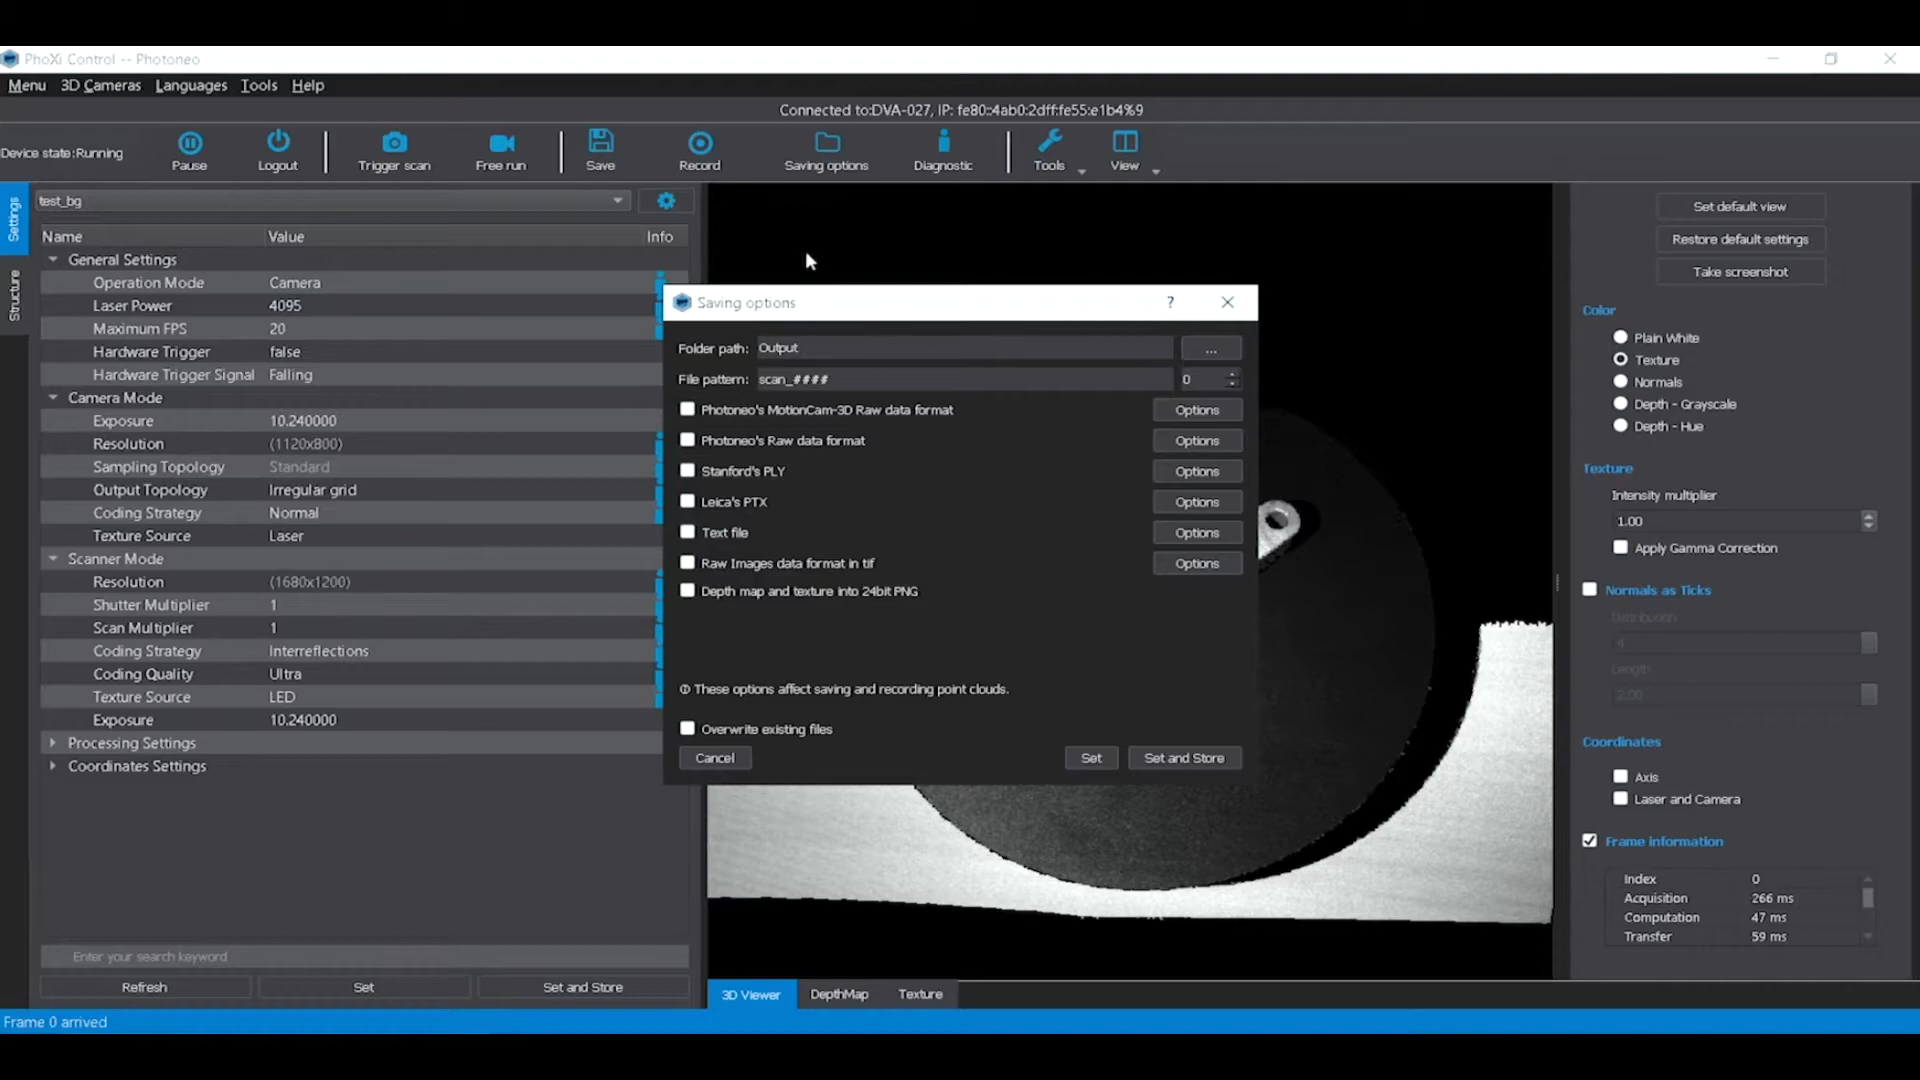 PhoXi Control -- Photoneo
Menu 3D Cameras Languages Tools Help
Connected to:DVA-027, IP: fe80::4ab0:2dff:fe55:e1b4%9
Device state:Running
Pause Logout Trigger scan Free run Save Record Saving options Diagnostic Tools View
Settings
Structure
test_bg
Name Value Info
General Settings
Operation Mode Camera
Laser Power 4095
Maximum FPS 20
Hardware Trigger false
Hardware Trigger Signal Falling
Camera Mode
Exposure 10.240000
Resolution (1120x800)
Sampling Topology Standard
Output Topology Irregular grid
Coding Strategy Normal
Texture Source Laser
Scanner Mode
Resolution (1680x1200)
Shutter Multiplier 1
Scan Multiplier 1
Coding Strategy Interreflections
Coding Quality Ultra
Texture Source LED
Exposure 10.240000
Processing Settings
Coordinates Settings
Enter your search keyword
Refresh Set Set and Store
Saving options ?
Folder path: Output ...
File pattern: scan_#### 0
Photoneo's MotionCam-3D Raw data format Options
Photoneo's Raw data format Options
Stanford's PLY Options
Leica's PTX Options
Text file Options
Raw Images data format in tif Options
Depth map and texture into 24bit PNG
These options affect saving and recording point clouds.
Overwrite existing files
Cancel Set Set and Store
3D Viewer DepthMap Texture
Set default view
Restore default settings
Take screenshot
Color
Plain White
Texture
Normals
Depth - Grayscale
Depth - Hue
Texture
Intensity multiplier
1.00
Apply Gamma Correction
Normals as Ticks
Distribution
4
Length
2.00
Coordinates
Axis
Laser and Camera
Frame information
Index 0
Acquisition 266 ms
Computation 47 ms
Transfer 59 ms
Frame 0 arrived